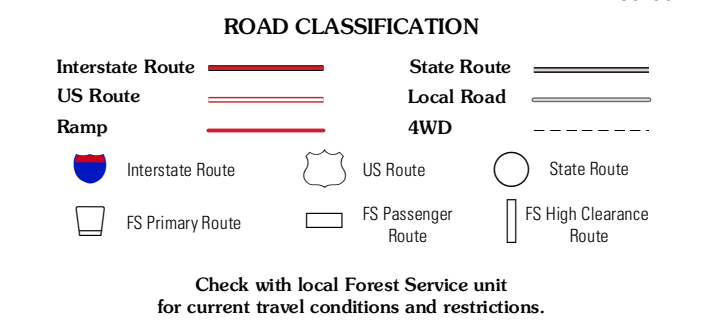 ROAD CLASSIFICATION
Interstate Route
State Route
US Route
Local Road
Ramp
4WD
Interstate Route
US Route
State Route
FS Primary Route
FS Passenger
Route
FS High Clearance
Route
Check with local Forest Service unit
for current travel conditions and restrictions.